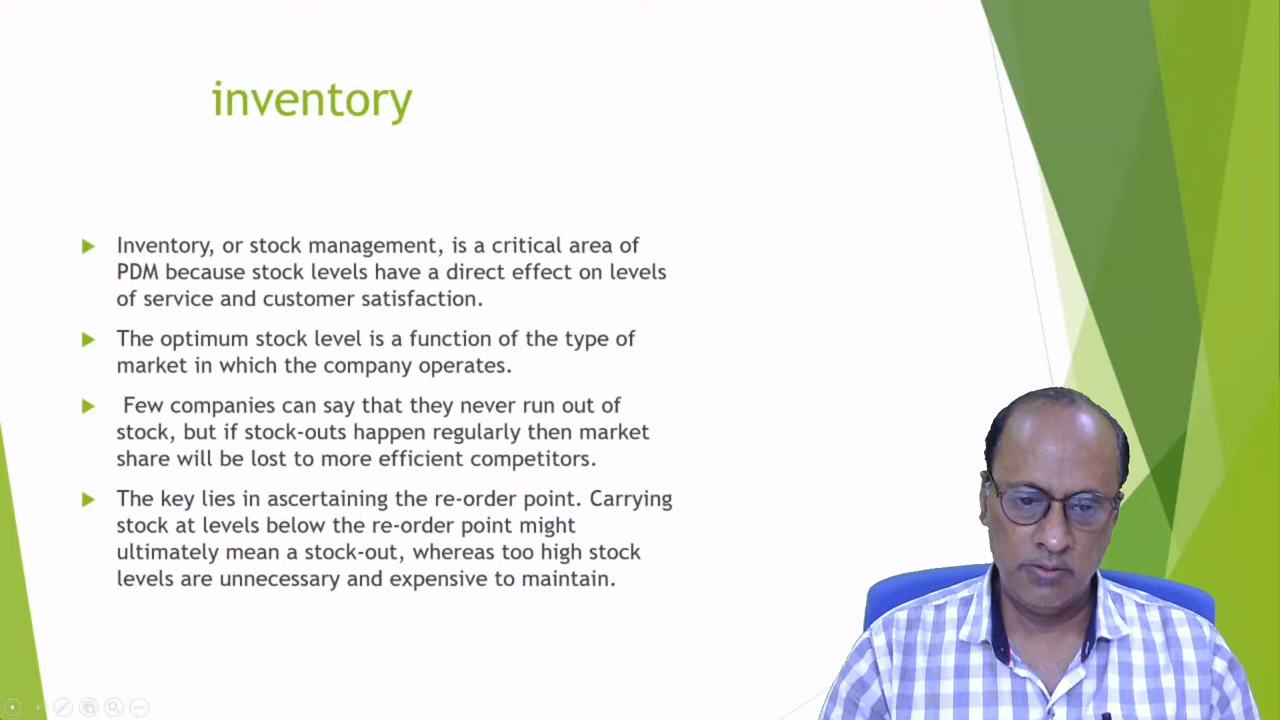 inventory
Inventory, or stock management, is a critical area of
PDM because stock levels have a direct effect on levels
of service and customer satisfaction.
The optimum stock level is a function of the type of
market in which the company operates.
Few companies can say that they never run out of
stock, but if stock-outs happen regularly then market
share will be lost to more efficient competitors.
The key lies in ascertaining the re-order point. Carrying
stock at levels below the re-order point might
ultimately mean a stock-out, whereas too high stock
levels are unnecessary and expensive to maintain.